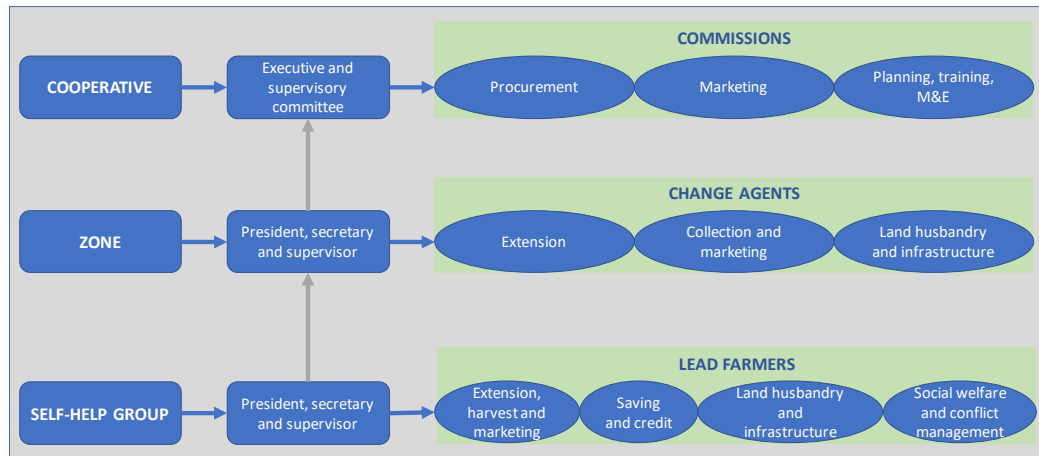 COMMISSIONS
COOPERATIVE
Executive and
supervisory
committee
Procurement
Marketing
Planning, training,
M&E
CHANGE AGENTS
ZONE
President, secretary
and supervisor
Extension
Collection and
marketing
Land husbandry
and infrastructure
LEAD FARMERS
SELF-HELP GROUP
President, secretary
and supervisor
Extension,
harvest and
marketing
Saving
and credit
Land husbandry
and
infrastructure
Social welfare
and conflict
management